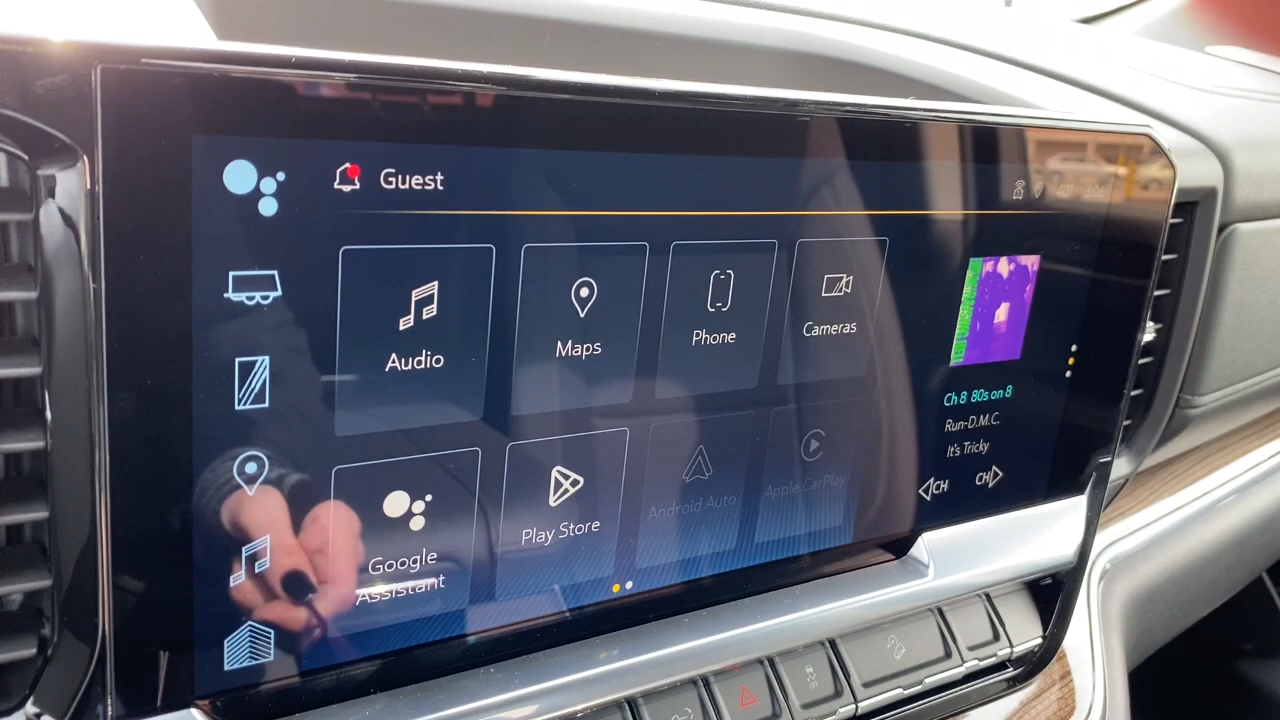 Guest
Audio
Maps
Phone
Cameras
Ch 8 80s on 8
Run-D.M.C.
It's Tricky
CH
CH
Google
Assistant
Play Store
Android Auto
Apple CarPlay